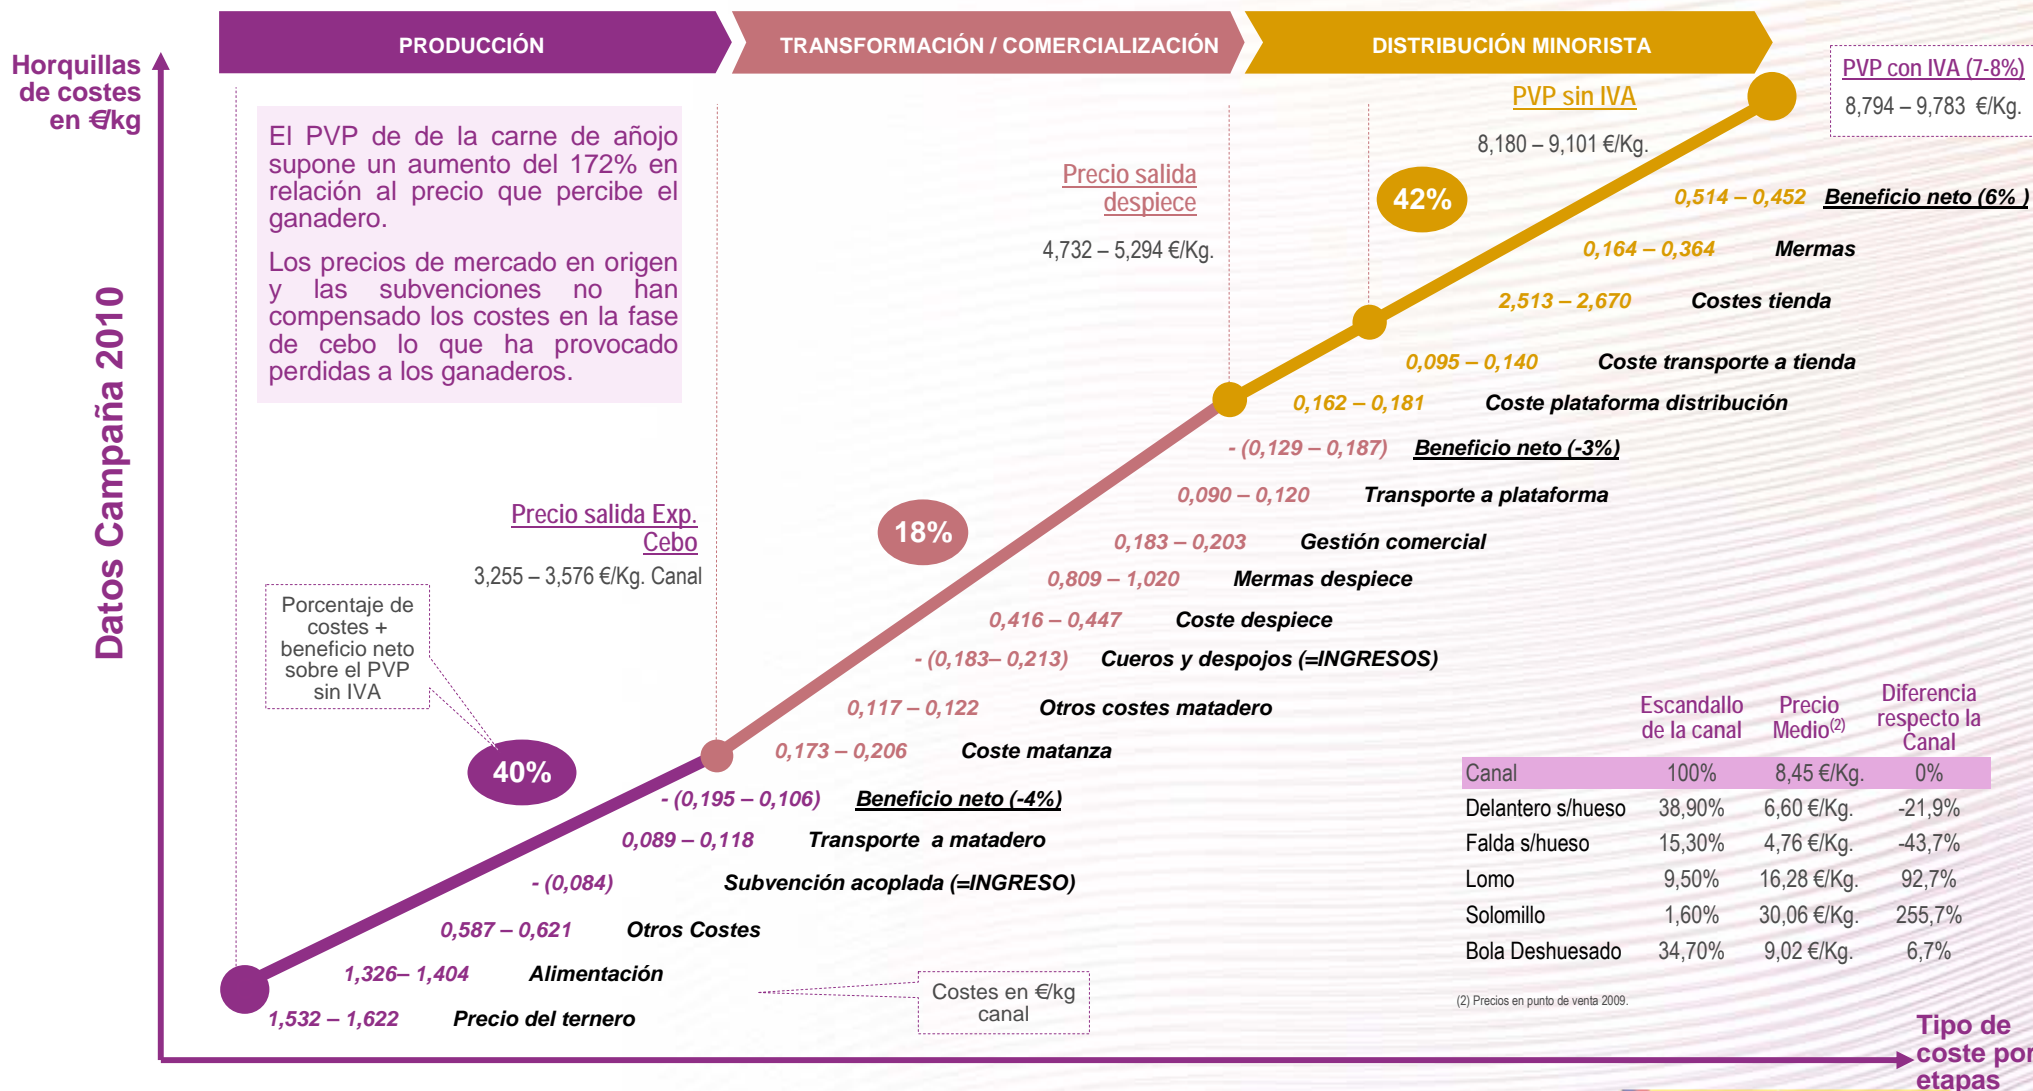 PRODUCCIÓN
TRANSFORMACIÓN / COMERCIALIZACIÓN
DISTRIBUCIÓN MINORISTA
Horquillas
de costes
en €/kg
Datos Campaña 2010
El PVP de de la carne de añojo
supone un aumento del 172% en
relación al precio que percibe el
ganadero.
Los precios de mercado en origen
y las subvenciones no han
compensado los costes en la fase
de cebo lo que ha provocado
perdidas a los ganaderos.
PVP con IVA (7-8%)
8,794 – 9,783 €/Kg.
PVP sin IVA
8,180 – 9,101 €/Kg.
Precio salida
despiece
4,732 – 5,294 €/Kg.
42%
0,514 – 0,452 Beneficio neto (6% )
0,164 – 0,364 Mermas
2,513 – 2,670 Costes tienda
0,095 – 0,140 Coste transporte a tienda
0,162 – 0,181 Coste plataforma distribución
- (0,129 – 0,187) Beneficio neto (-3%)
0,090 – 0,120 Transporte a plataforma
Precio salida Exp.
Cebo
3,255 – 3,576 €/Kg. Canal
18%
0,183 – 0,203 Gestión comercial
0,809 – 1,020 Mermas despiece
0,416 – 0,447 Coste despiece
- (0,183– 0,213) Cueros y despojos (=INGRESOS)
0,117 – 0,122 Otros costes matadero
0,173 – 0,206 Coste matanza
Porcentaje de
costes +
beneficio neto
sobre el PVP
sin IVA
40%
- (0,195 – 0,106) Beneficio neto (-4%)
0,089 – 0,118 Transporte a matadero
- (0,084) Subvención acoplada (=INGRESO)
0,587 – 0,621 Otros Costes
1,326– 1,404 Alimentación
1,532 – 1,622 Precio del ternero
Costes en €/kg
canal
Escandallo
de la canal
Precio
Medio(2)
Diferencia
respecto la
Canal
Canal 100% 8,45 €/Kg. 0%
Delantero s/hueso 38,90% 6,60 €/Kg. -21,9%
Falda s/hueso 15,30% 4,76 €/Kg. -43,7%
Lomo 9,50% 16,28 €/Kg. 92,7%
Solomillo 1,60% 30,06 €/Kg. 255,7%
Bola Deshuesado 34,70% 9,02 €/Kg. 6,7%
(2) Precios en punto de venta 2009.
Tipo de
coste por
etapas